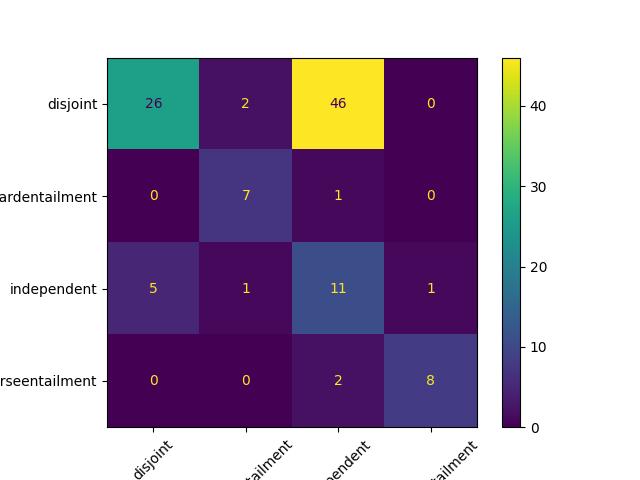 disjoint
26 2 46 0
ardentailment
0 7 1 0
independent
5 1 11 1
rseentailment
0 0 2 8
disjoint
tailment
pendent
tailment
40
30
20
10
0